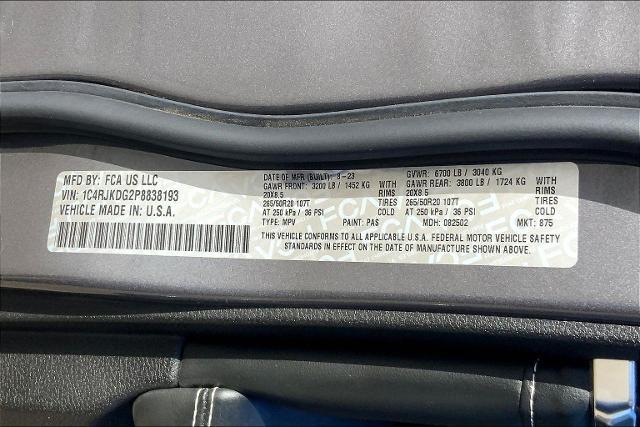 MFD BY: FCA US LLC
VIN: 1C4RJKDG2P8838193
VEHICLE MADE IN: U.S.A.
DATE OF MFR (BUILT): 8-23
GAWR FRONT: 3200 LB / 1452 KG WITH
20X8.5 RIMS
265/50R20 107T TIRES
AT 250 kPa / 36 PSI COLD
TYPE: MPV PAINT: PAS
GVWR: 6700 LB / 3040 KG
GAWR REAR: 3800 LB / 1724 KG WITH
20X8.5 RIMS
265/50R20 107T TIRES
AT 250 kPa / 36 PSI COLD
MDH: 082502 MKT: 875
THIS VEHICLE CONFORMS TO ALL APPLICABLE U.S.A. FEDERAL MOTOR VEHICLE SAFETY
STANDARDS IN EFFECT ON THE DATE OF MANUFACTURE SHOWN ABOVE.